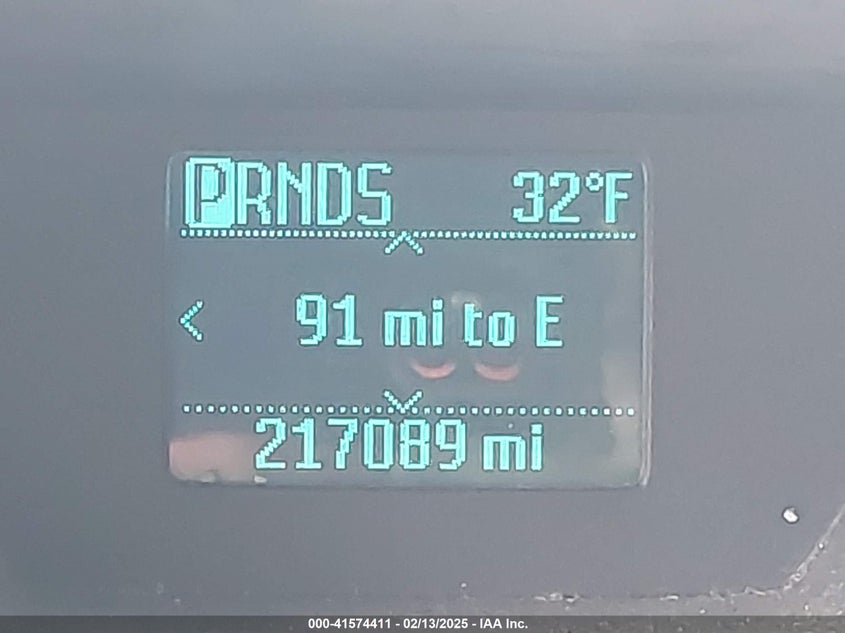 PRNDS 32°F
91 mi to E
217089 mi
000-41574411 - 02/13/2025 - IAA Inc.